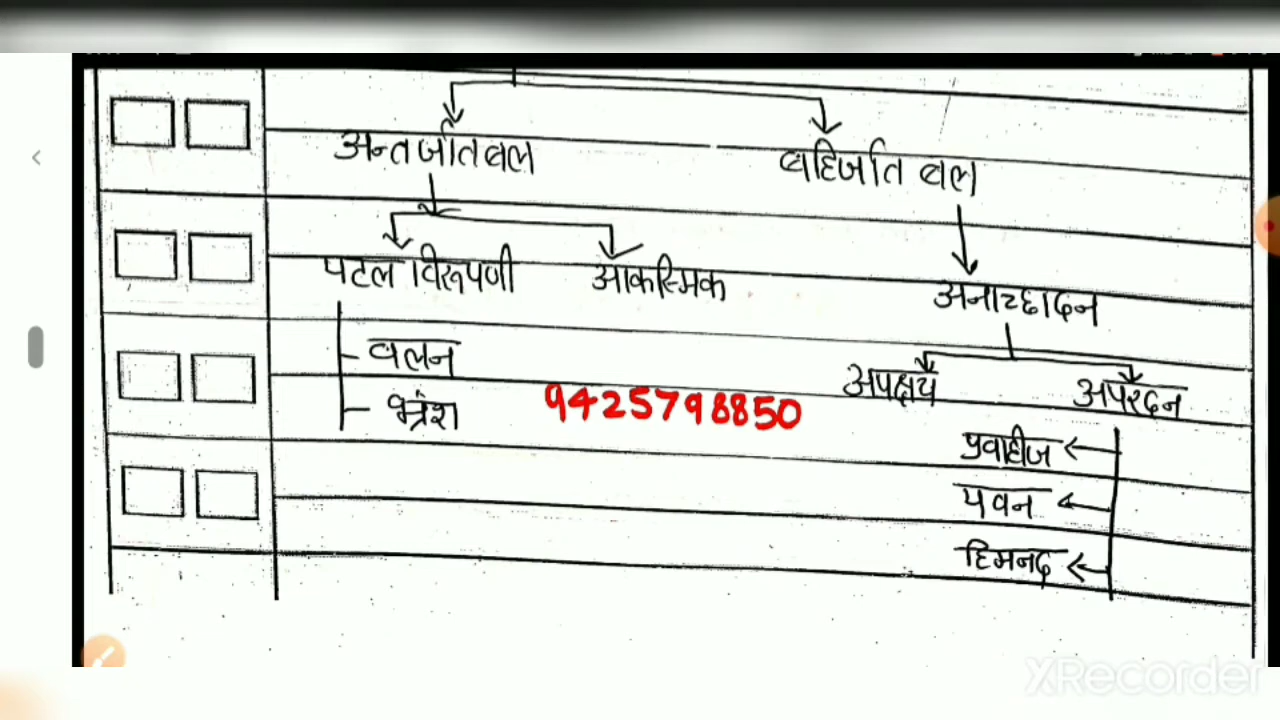 अन्तर्जात बल
बहिर्जात बल
पटल विरूपणी
आकस्मिक
अनाच्छादन
वलन
भ्रंश
9425798850
अपक्षय
अपरदन
प्रवाहीज
पवन
हिमनद
XRecorder